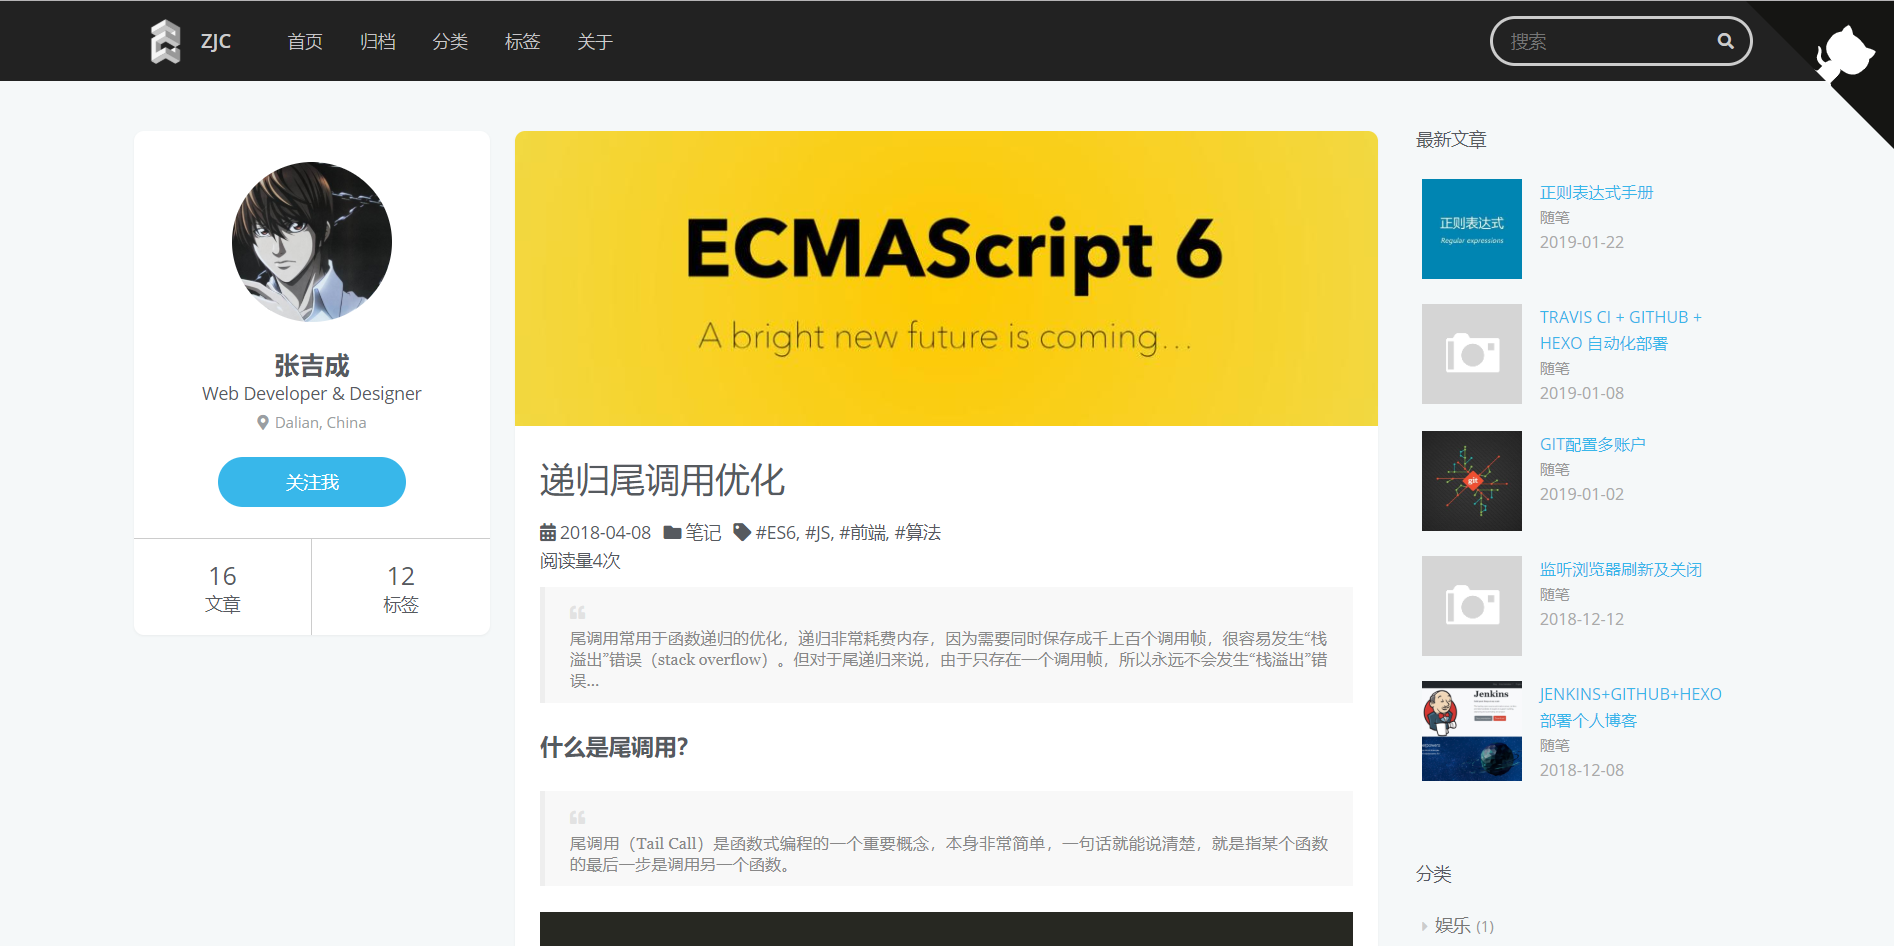 ZJC
首页
归档
分类
标签
关于
搜索
张吉成
Web Developer & Designer
Dalian, China
关注我
16
文章
12
标签
ECMAScript 6
A bright new future is coming...
递归尾调用优化
2018-04-08 笔记 #ES6, #JS, #前端, #算法
阅读量4次
尾调用常用于函数递归的优化，递归非常耗费内存，因为需要同时保存成千上百个调用帧，很容易发生“栈
溢出”错误（stack overflow）。但对于尾递归来说，由于只存在一个调用帧，所以永远不会发生“栈溢出”错
误...
什么是尾调用？
尾调用（Tail Call）是函数式编程的一个重要概念，本身非常简单，一句话就能说清楚，就是指某个函数
的最后一步是调用另一个函数。
最新文章
正则表达式
Regular expressions
正则表达式手册
随笔
2019-01-22
TRAVIS CI + GITHUB +
HEXO 自动化部署
随笔
2019-01-08
git
GIT配置多账户
随笔
2019-01-02
监听浏览器刷新及关闭
随笔
2018-12-12
Jenkins
JENKINS+GITHUB+HEXO
部署个人博客
随笔
2018-12-08
分类
娱乐 (1)